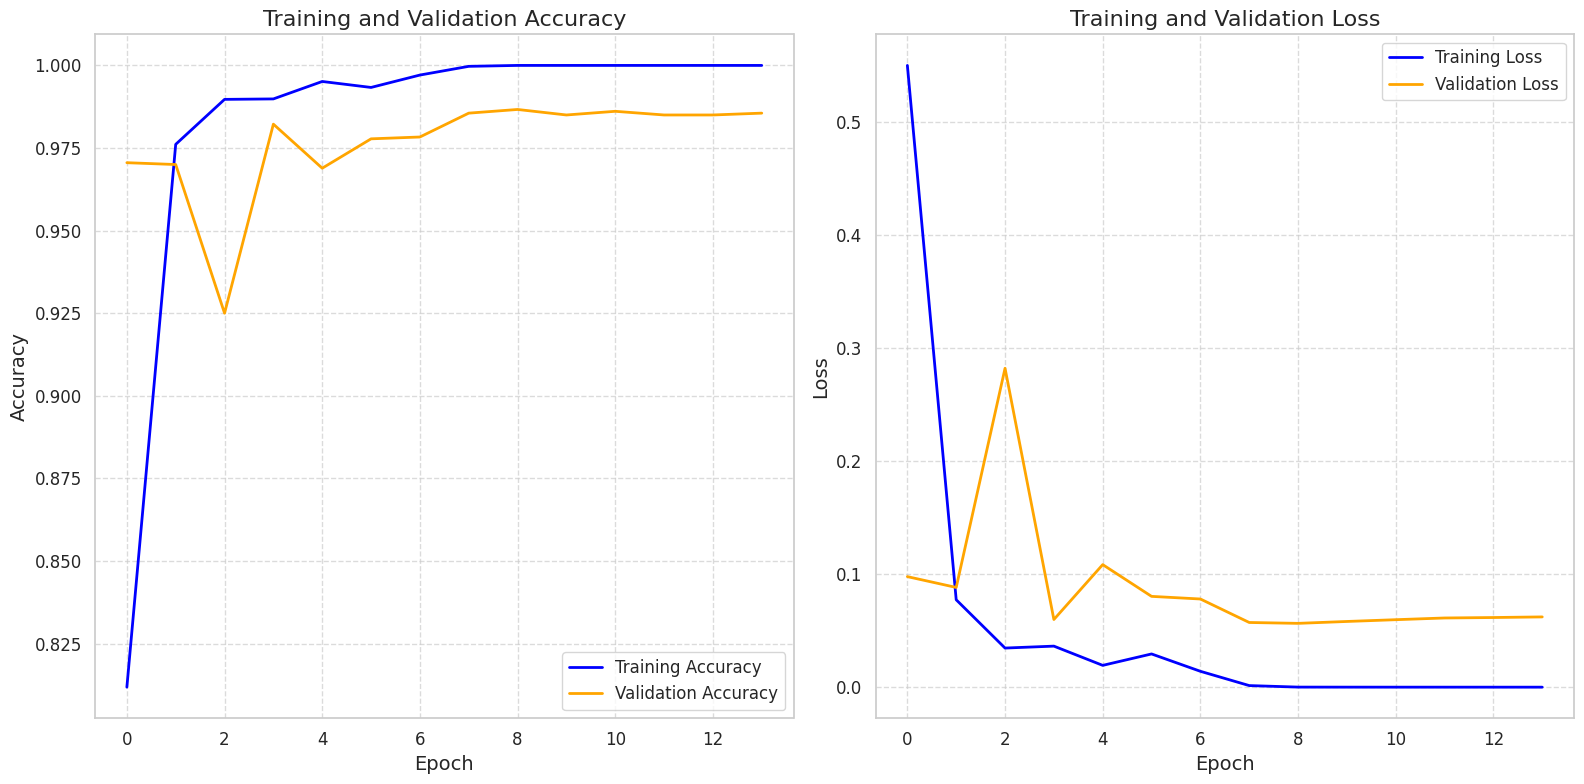 Training and Validation Accuracy
1.000
0.975
0.950
0.925
0.900
0.875
0.850
0.825
Accuracy
Training Accuracy
Validation Accuracy
0 2 4 6 8 10 12
Epoch
Training and Validation Loss
Training Loss
Validation Loss
0.5
0.4
0.3
0.2
0.1
0.0
Loss
0 2 4 6 8 10 12
Epoch